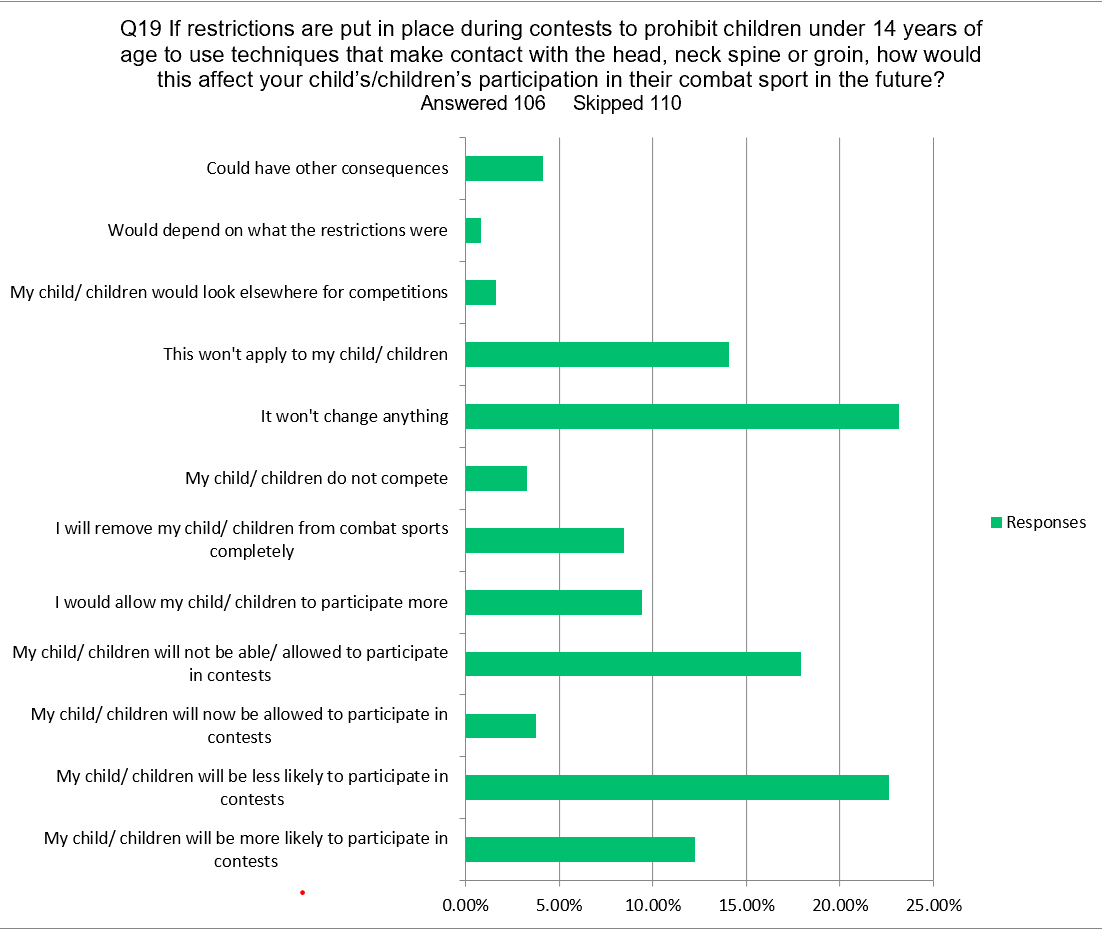 Q19 If restrictions are put in place during contests to prohibit children under 14 years of
age to use techniques that make contact with the head, neck spine or groin, how would
this affect your child's/children's participation in their combat sport in the future?
Answered 106 Skipped 110
Could have other consequences
Would depend on what the restrictions were
My child/ children would look elsewhere for competitions
This won't apply to my child/ children
It won't change anything
My child/ children do not compete
I will remove my child/ children from combat sports
completely
I would allow my child/ children to participate more
My child/ children will not be able/ allowed to participate
in contests
My child/ children will now be allowed to participate in
contests
My child/ children will be less likely to participate in
contests
My child/ children will be more likely to participate in
contests
Responses
0.00% 5.00% 10.00% 15.00% 20.00% 25.00%